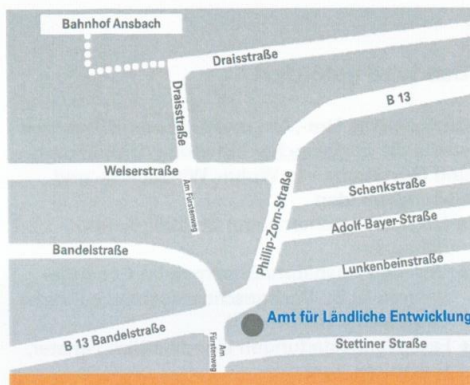 Bahnhof Ansbach
Draisstraße
B 13
Draisstraße
Welserstraße
Am Fürstenweg
Schenkstraße
Adolf-Bayer-Straße
Phillip-Zorn-Straße
Bandelstraße
Lunkenbeinstraße
Amt für Ländliche Entwicklung
B 13 Bandelstraße
Am Fürstenweg
Stettiner Straße